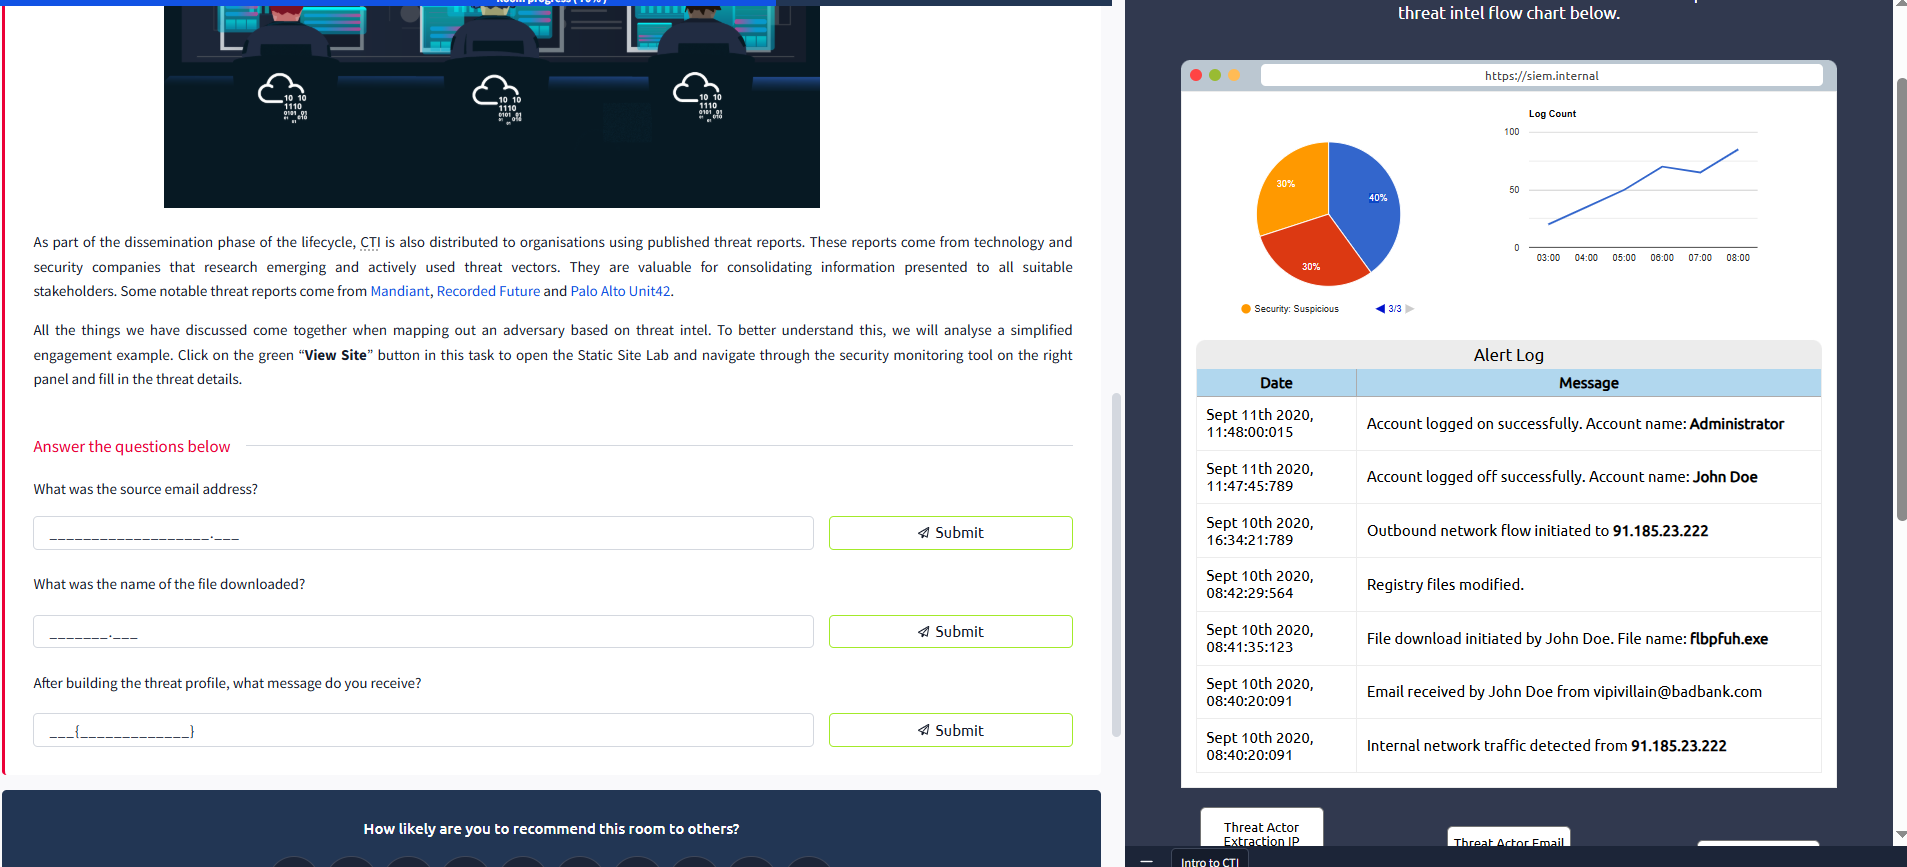 Room progress ( %)
10 10
1110
0101 01
01 010
01
10 10
1110
0101 01
01 010
01
10 10
1110
0101 01
01 010
01
As part of the dissemination phase of the lifecycle, CTI is also distributed to organisations using published threat reports. These reports come from technology and
security companies that research emerging and actively used threat vectors. They are valuable for consolidating information presented to all suitable
stakeholders. Some notable threat reports come from Mandiant, Recorded Future and Palo Alto Unit42.
All the things we have discussed come together when mapping out an adversary based on threat intel. To better understand this, we will analyse a simplified
engagement example. Click on the green “View Site” button in this task to open the Static Site Lab and navigate through the security monitoring tool on the right
panel and fill in the threat details.
Answer the questions below
What was the source email address?
___________________.___
Submit
What was the name of the file downloaded?
_______.___
Submit
After building the threat profile, what message do you receive?
___{_____________}
Submit
How likely are you to recommend this room to others?
threat intel flow chart below.
https://siem.internal
30%
40%
30%
Security: Suspicious
3/3
Log Count
100
50
0
03:00 04:00 05:00 06:00 07:00 08:00
Alert Log
Date Message
Sept 11th 2020,
11:48:00:015
Account logged on successfully. Account name: Administrator
Sept 11th 2020,
11:47:45:789
Account logged off successfully. Account name: John Doe
Sept 10th 2020,
16:34:21:789
Outbound network flow initiated to 91.185.23.222
Sept 10th 2020,
08:42:29:564
Registry files modified.
Sept 10th 2020,
08:41:35:123
File download initiated by John Doe. File name: flbpfuh.exe
Sept 10th 2020,
08:40:20:091
Email received by John Doe from vipivillain@badbank.com
Sept 10th 2020,
08:40:20:091
Internal network traffic detected from 91.185.23.222
Threat Actor
Extraction IP
Threat Actor Email
Intro to CTI